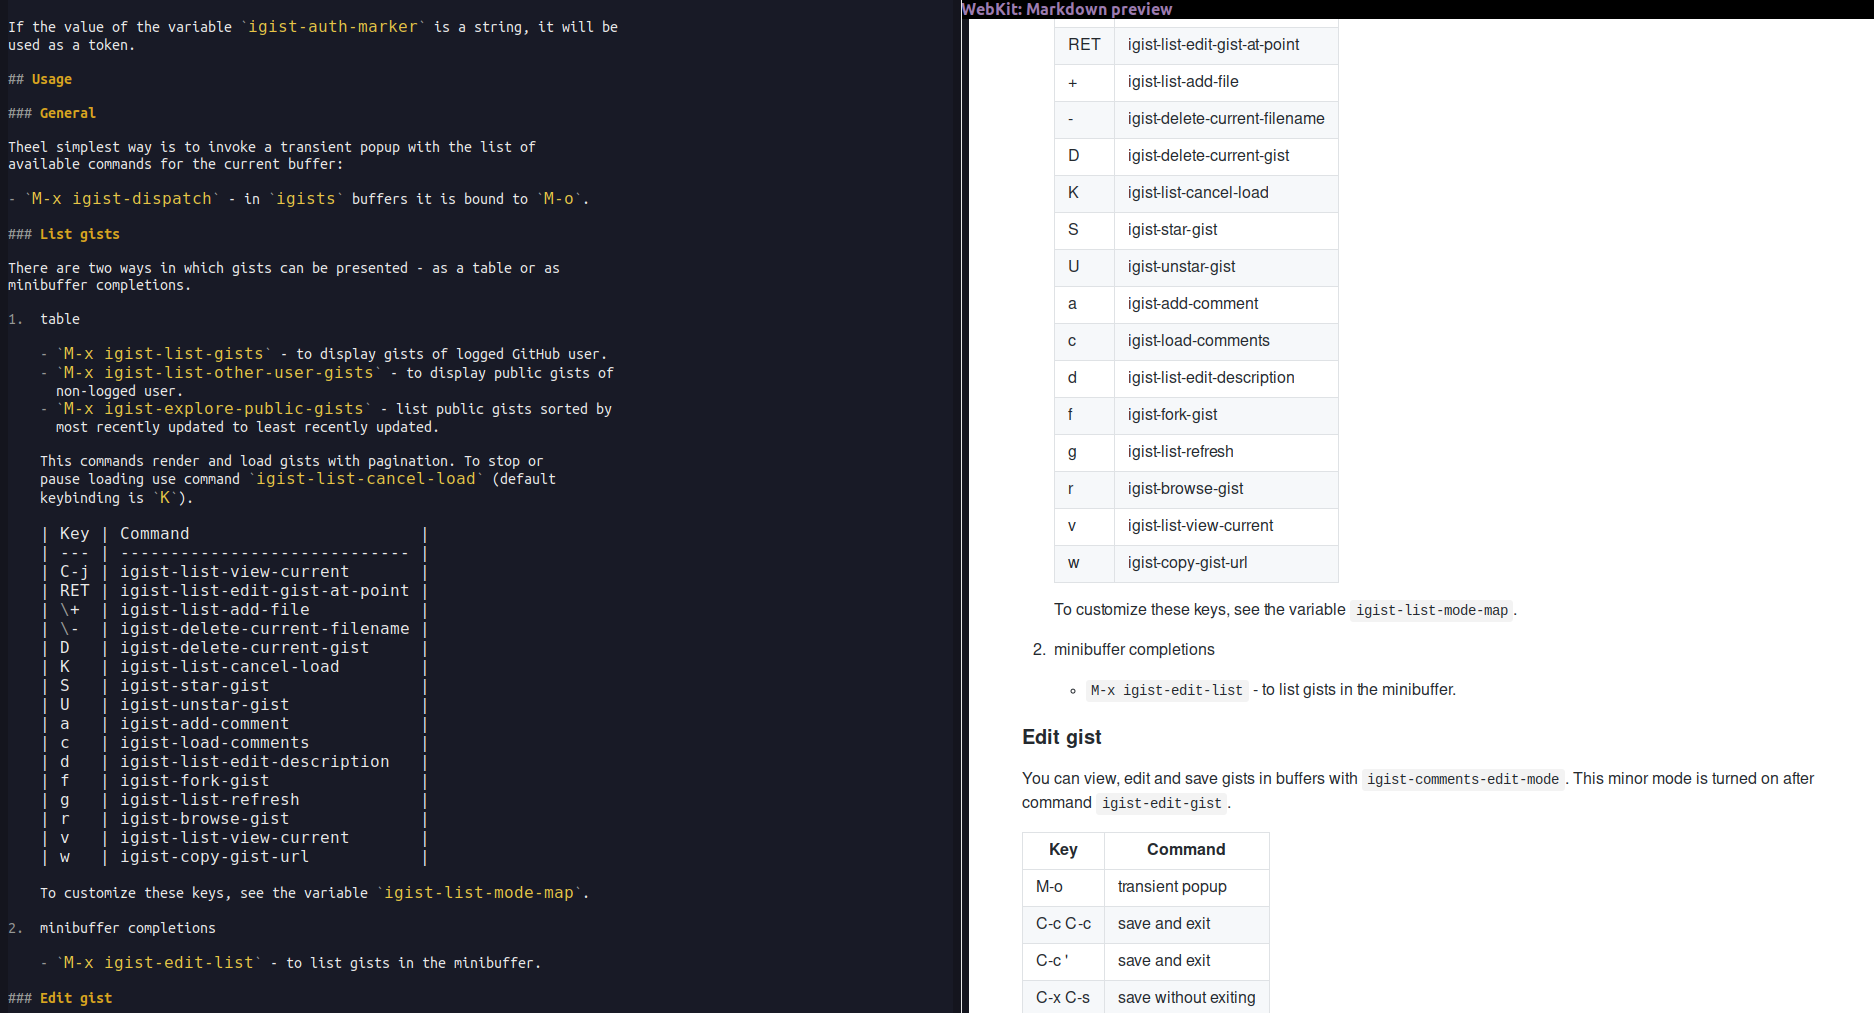 If the value of the variable `igist-auth-marker` is a string, it will be
used as a token.
## Usage
### General
Theel simplest way is to invoke a transient popup with the list of
available commands for the current buffer:
- `M-x igist-dispatch` - in `igists` buffers it is bound to `M-o`.
### List gists
There are two ways in which gists can be presented - as a table or as
minibuffer completions.
1. table
- `M-x igist-list-gists` - to display gists of logged GitHub user.
- `M-x igist-list-other-user-gists` - to display public gists of
non-logged user.
- `M-x igist-explore-public-gists` - list public gists sorted by
most recently updated to least recently updated.
This commands render and load gists with pagination. To stop or
pause loading use command `igist-list-cancel-load` (default
keybinding is `K`).
| Key | Command                       |
| --- | ----------------------------- |
| C-j | igist-list-view-current       |
| RET | igist-list-edit-gist-at-point |
| \+  | igist-list-add-file           |
| \-  | igist-delete-current-filename |
| D   | igist-delete-current-gist     |
| K   | igist-list-cancel-load        |
| S   | igist-star-gist               |
| U   | igist-unstar-gist             |
| a   | igist-add-comment             |
| c   | igist-load-comments           |
| d   | igist-list-edit-description   |
| f   | igist-fork-gist               |
| g   | igist-list-refresh            |
| r   | igist-browse-gist             |
| v   | igist-list-view-current       |
| w   | igist-copy-gist-url           |
To customize these keys, see the variable `igist-list-mode-map`.
2. minibuffer completions
- `M-x igist-edit-list` - to list gists in the minibuffer.
### Edit gist
WebKit: Markdown preview
RET igist-list-edit-gist-at-point
+ igist-list-add-file
- igist-delete-current-filename
D igist-delete-current-gist
K igist-list-cancel-load
S igist-star-gist
U igist-unstar-gist
a igist-add-comment
c igist-load-comments
d igist-list-edit-description
f igist-fork-gist
g igist-list-refresh
r igist-browse-gist
v igist-list-view-current
w igist-copy-gist-url
To customize these keys, see the variable igist-list-mode-map.
2. minibuffer completions
◦ M-x igist-edit-list - to list gists in the minibuffer.
Edit gist
You can view, edit and save gists in buffers with igist-comments-edit-mode. This minor mode is turned on after
command igist-edit-gist.
Key Command
M-o transient popup
C-c C-c save and exit
C-c ' save and exit
C-x C-s save without exiting